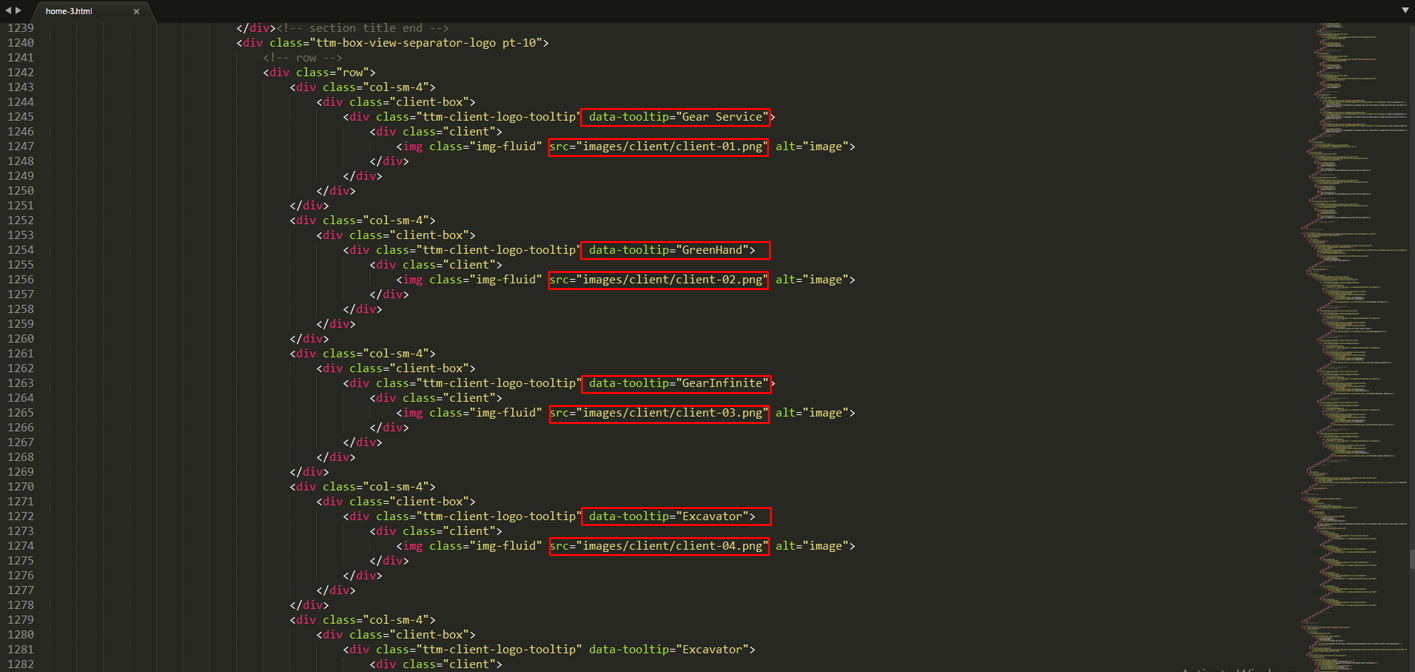 home-3.html ×
1239 </div><!-- section title end -->
1240 <div class="ttm-box-view-separator-logo pt-10">
1241 <!-- row -->
1242 <div class="row">
1243 <div class="col-sm-4">
1244 <div class="client-box">
1245 <div class="ttm-client-logo-tooltip" data-tooltip="Gear Service">
1246 <div class="client">
1247 <img class="img-fluid" src="images/client/client-01.png" alt="image">
1248 </div>
1249 </div>
1250 </div>
1251 </div>
1252 <div class="col-sm-4">
1253 <div class="client-box">
1254 <div class="ttm-client-logo-tooltip" data-tooltip="GreenHand">
1255 <div class="client">
1256 <img class="img-fluid" src="images/client/client-02.png" alt="image">
1257 </div>
1258 </div>
1259 </div>
1260 </div>
1261 <div class="col-sm-4">
1262 <div class="client-box">
1263 <div class="ttm-client-logo-tooltip" data-tooltip="GearInfinite">
1264 <div class="client">
1265 <img class="img-fluid" src="images/client/client-03.png" alt="image">
1266 </div>
1267 </div>
1268 </div>
1269 </div>
1270 <div class="col-sm-4">
1271 <div class="client-box">
1272 <div class="ttm-client-logo-tooltip" data-tooltip="Excavator">
1273 <div class="client">
1274 <img class="img-fluid" src="images/client/client-04.png" alt="image">
1275 </div>
1276 </div>
1277 </div>
1278 </div>
1279 <div class="col-sm-4">
1280 <div class="client-box">
1281 <div class="ttm-client-logo-tooltip" data-tooltip="Excavator">
1282 <div class="client">